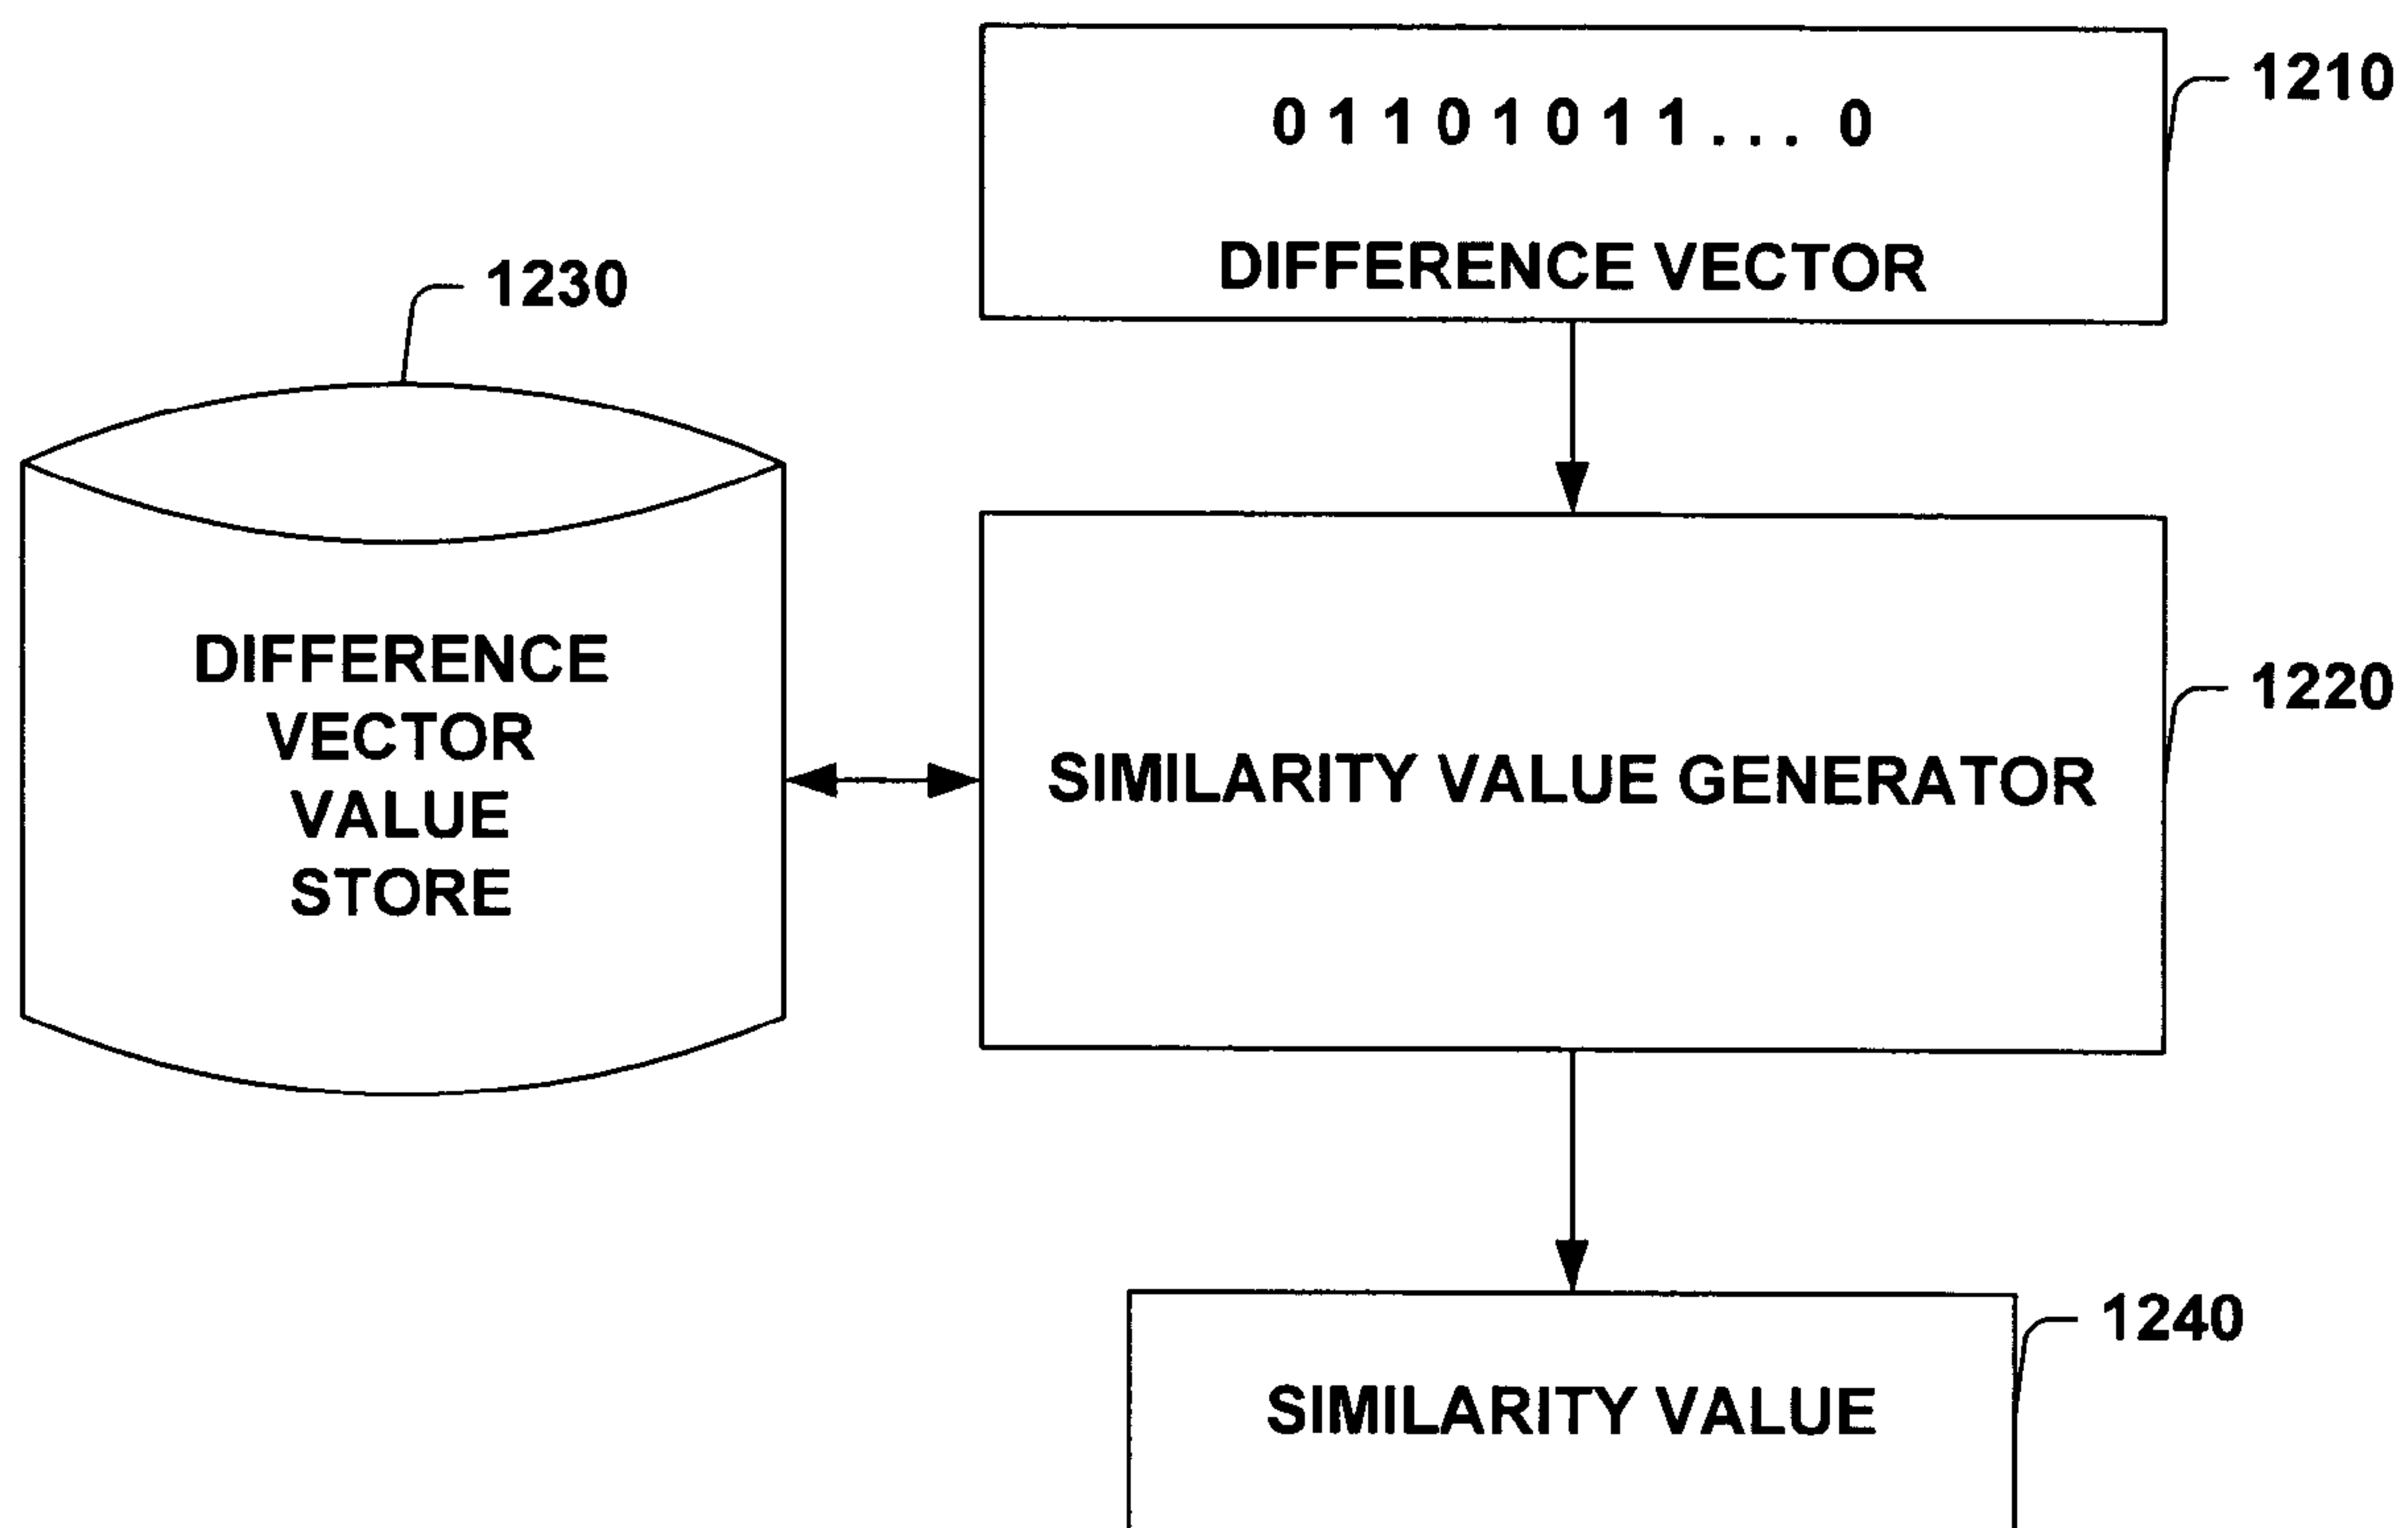 0 1 1 0 1 0 1 1 . . . 0
DIFFERENCE VECTOR
1210
1230
DIFFERENCE
VECTOR
VALUE
STORE
SIMILARITY VALUE GENERATOR
1220
SIMILARITY VALUE
1240